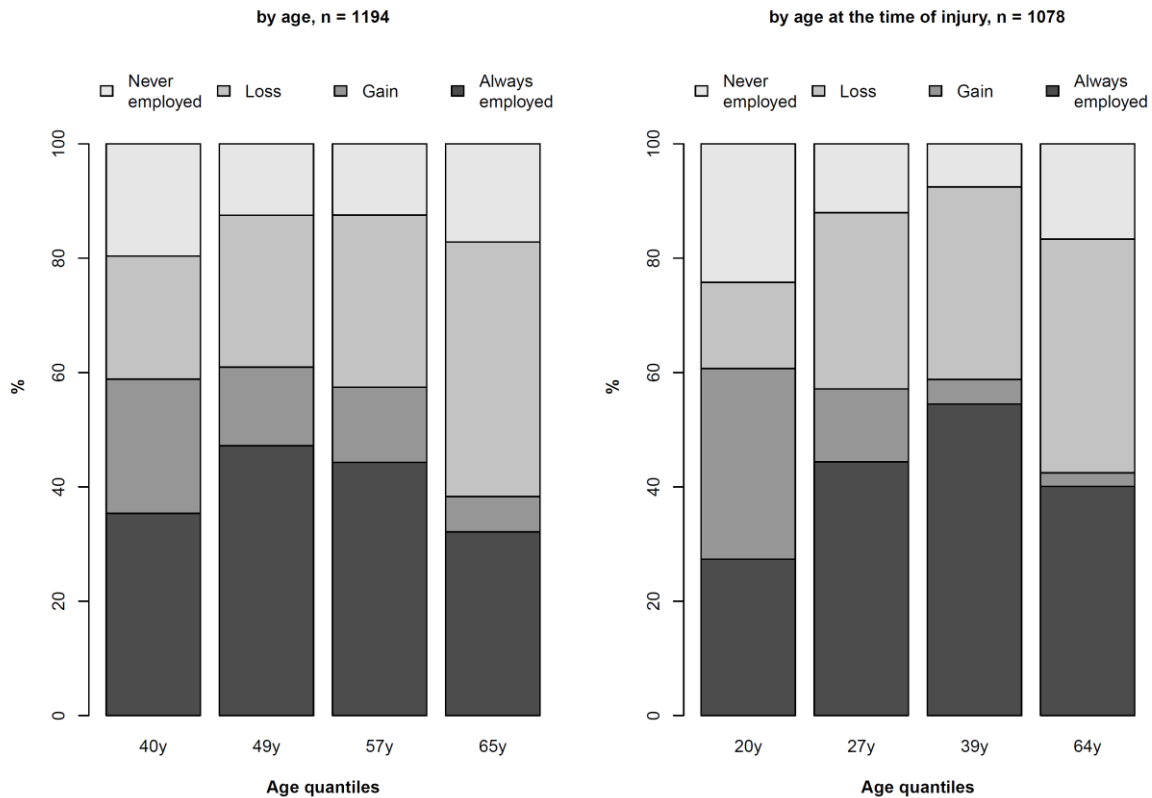 by age, n = 1194
Never
employed
Loss
Gain
Always
employed
100
80
60
40
20
0
%
40y
49y
57y
65y
Age quantiles
by age at the time of injury, n = 1078
Never
employed
Loss
Gain
Always
employed
100
80
60
40
20
0
%
20y
27y
39y
64y
Age quantiles